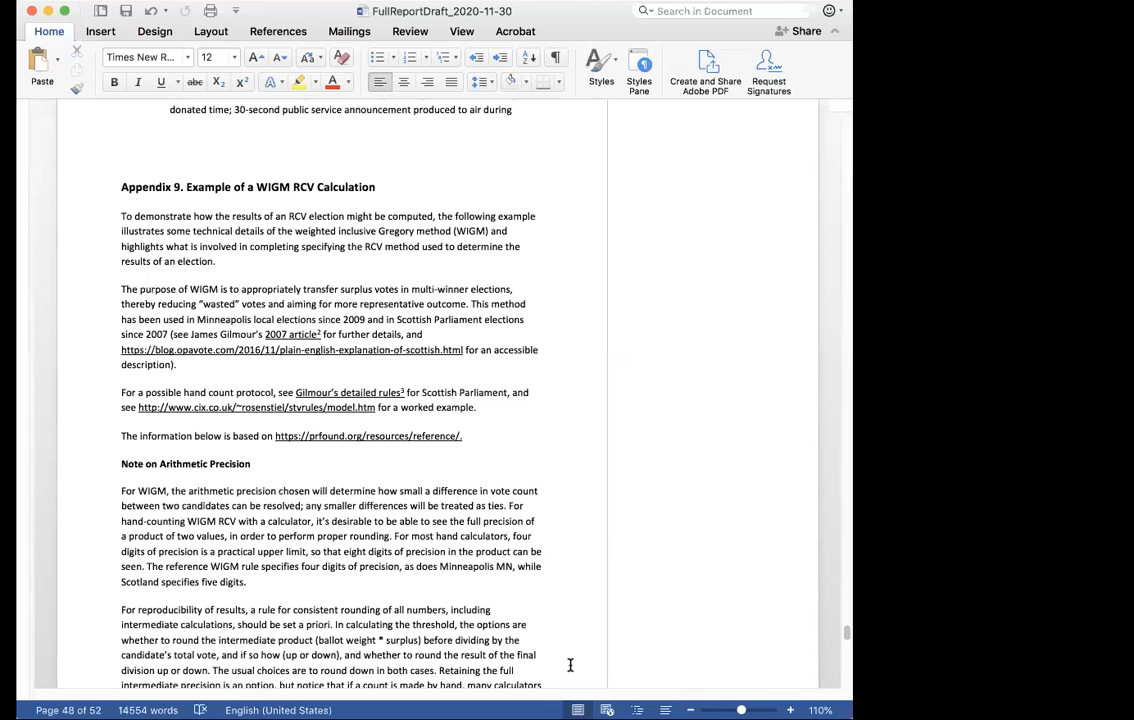 FullReportDraft_2020-11-30
Search in Document
Home Insert Design Layout References Mailings Review View Acrobat Share
Paste
Times New R... 12
Styles
Styles Pane
Create and Share Adobe PDF
Request Signatures
donated time; 30-second public service announcement produced to air during
Appendix 9. Example of a WIGM RCV Calculation
To demonstrate how the results of an RCV election might be computed, the following example
illustrates some technical details of the weighted inclusive Gregory method (WIGM) and
highlights what is involved in completing specifying the RCV method used to determine the
results of an election.
The purpose of WIGM is to appropriately transfer surplus votes in multi-winner elections,
thereby reducing “wasted” votes and aiming for more representative outcome. This method
has been used in Minneapolis local elections since 2009 and in Scottish Parliament elections
since 2007 (see James Gilmour’s 2007 article² for further details, and
https://blog.opavote.com/2016/11/plain-english-explanation-of-scottish.html for an accessible
description).
For a possible hand count protocol, see Gilmour’s detailed rules³ for Scottish Parliament, and
see http://www.cix.co.uk/~rosenstiel/stvrules/model.htm for a worked example.
The information below is based on https://prfound.org/resources/reference/.
Note on Arithmetic Precision
For WIGM, the arithmetic precision chosen will determine how small a difference in vote count
between two candidates can be resolved; any smaller differences will be treated as ties. For
hand-counting WIGM RCV with a calculator, it’s desirable to be able to see the full precision of
a product of two values, in order to perform proper rounding. For most hand calculators, four
digits of precision is a practical upper limit, so that eight digits of precision in the product can be
seen. The reference WIGM rule specifies four digits of precision, as does Minneapolis MN, while
Scotland specifies five digits.
For reproducibility of results, a rule for consistent rounding of all numbers, including
intermediate calculations, should be set a priori. In calculating the threshold, the options are
whether to round the intermediate product (ballot weight * surplus) before dividing by the
candidate’s total vote, and if so how (up or down), and whether to round the result of the final
division up or down. The usual choices are to round down in both cases. Retaining the full
intermediate precision is an option, but notice that if a count is made by hand, many calculators
Page 48 of 52 14554 words English (United States) 110%